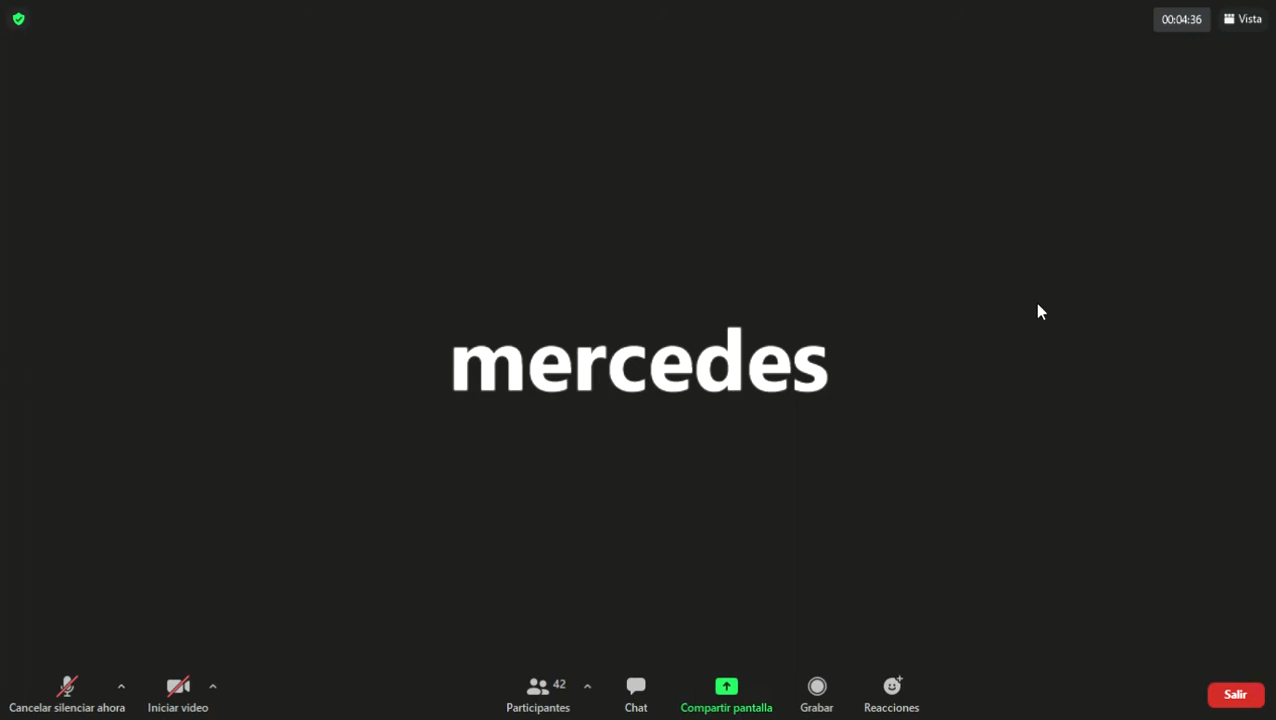 00:04:36 Vista
mercedes
Cancelar silenciar ahora Iniciar video 42 Participantes Chat Compartir pantalla Grabar Reacciones Salir